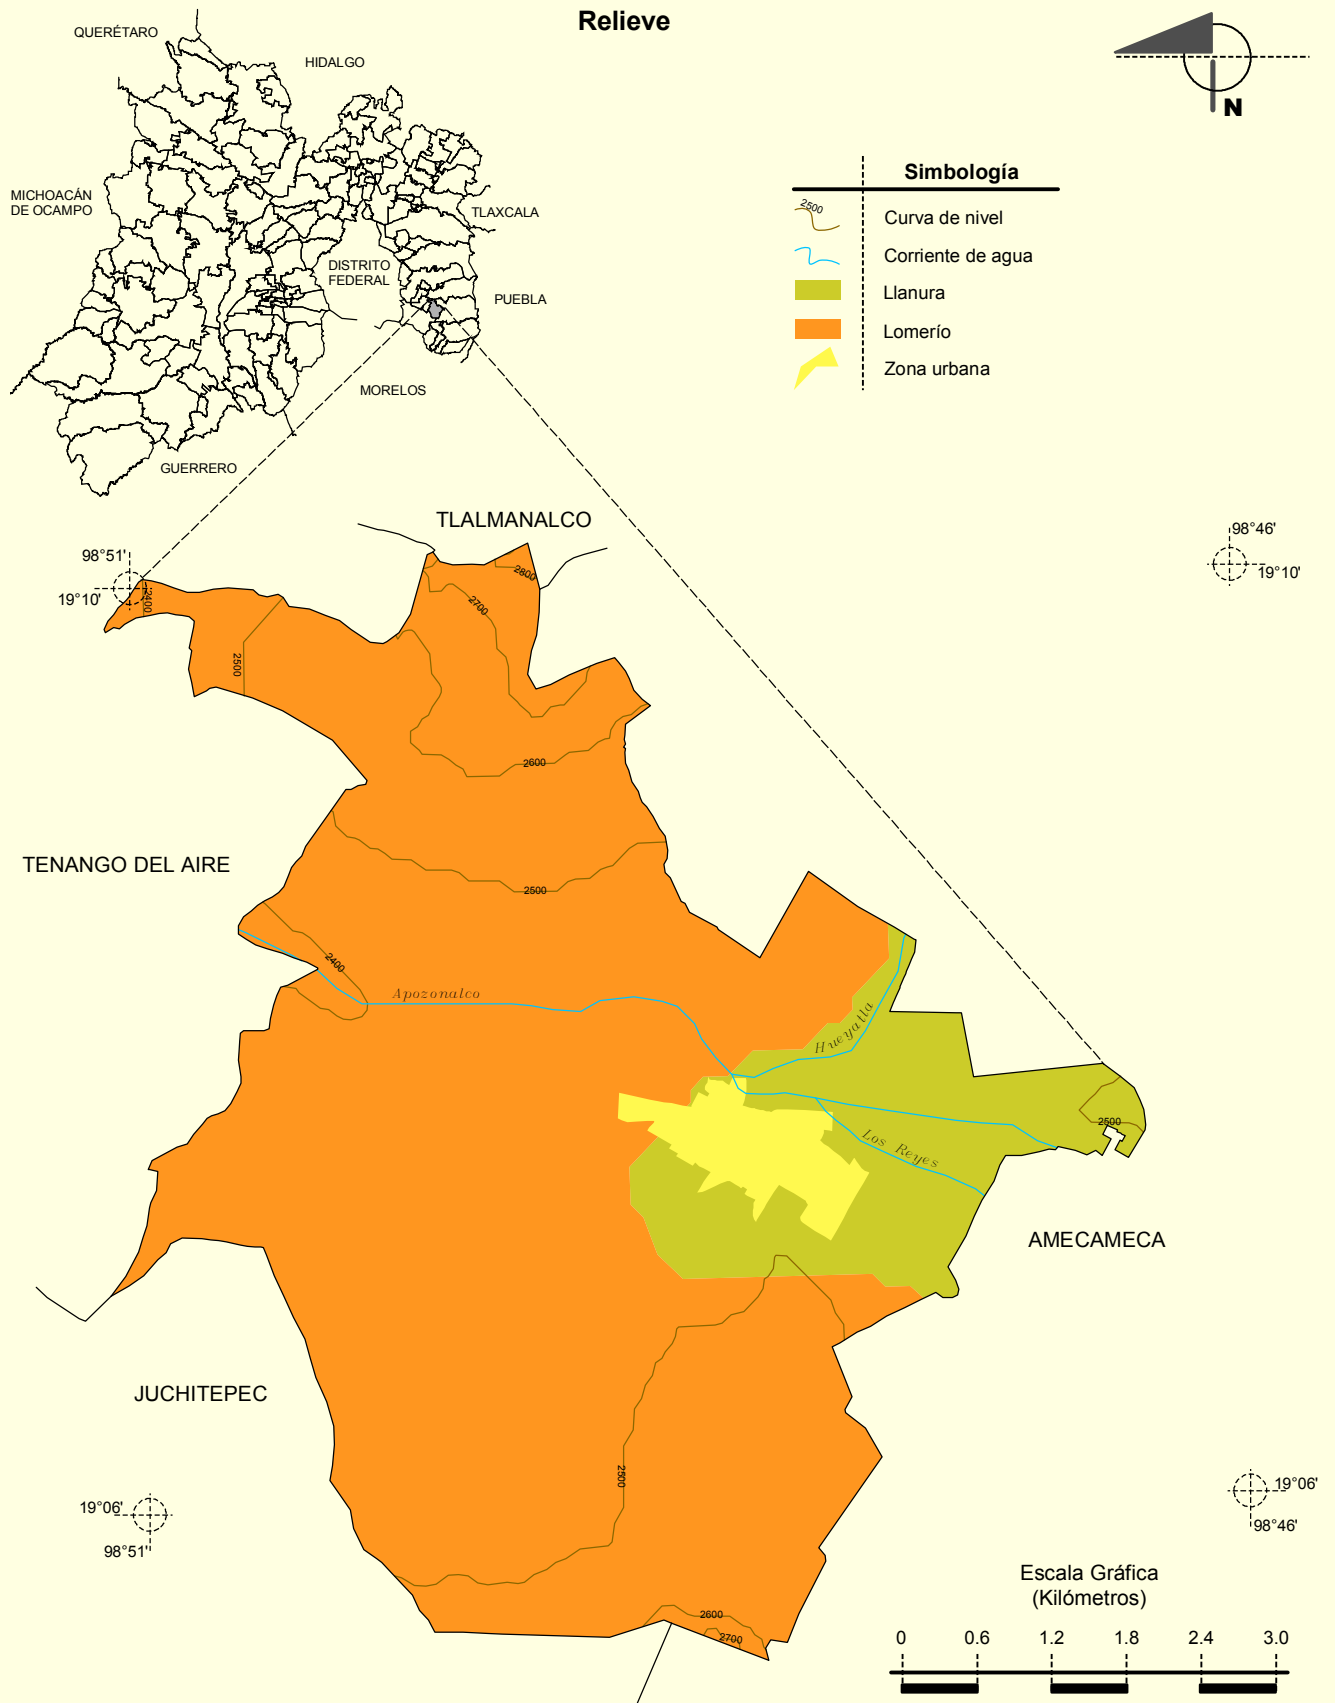 Relieve
QUERÉTARO
HIDALGO
MICHOACÁN
DE OCAMPO
TLAXCALA
DISTRITO
FEDERAL
PUEBLA
MORELOS
GUERRERO
N
Simbología
2500
Curva de nivel
Corriente de agua
Llanura
Lomerío
Zona urbana
TLALMANALCO
98°51'
19°10'
98°46'
19°10'
2400
2800
2700
2500
2600
TENANGO DEL AIRE
2500
2400
Apozonalco
Hueyatla
2500
Los Reyes
AMECAMECA
JUCHITEPEC
2500
19°06'
98°51'
19°06'
98°46'
2600
2700
Escala Gráfica
(Kilómetros)
0 0.6 1.2 1.8 2.4 3.0